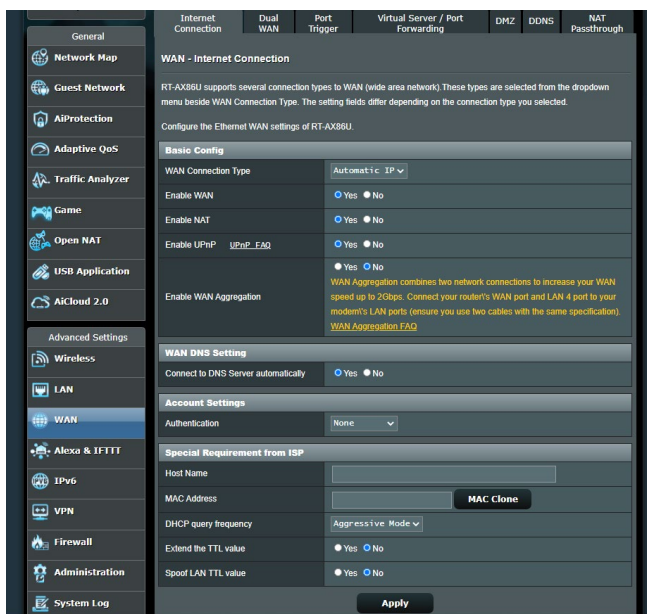 General
Network Map
Guest Network
AiProtection
Adaptive QoS
Traffic Analyzer
Game
Open NAT
USB Application
AiCloud 2.0
Advanced Settings
Wireless
LAN
WAN
Alexa & IFTTT
IPv6
VPN
Firewall
Administration
System Log
Internet Connection
Dual WAN
Port Trigger
Virtual Server / Port Forwarding
DMZ
DDNS
NAT Passthrough
WAN - Internet Connection
RT-AX86U supports several connection types to WAN (wide area network).These types are selected from the dropdown
menu beside WAN Connection Type. The setting fields differ depending on the connection type you selected.
Configure the Ethernet WAN settings of RT-AX86U.
Basic Config
WAN Connection Type Automatic IP
Enable WAN Yes No
Enable NAT Yes No
Enable UPnP UPnP FAQ Yes No
Enable WAN Aggregation Yes No
WAN Aggregation combines two network connections to increase your WAN
speed up to 2Gbps. Connect your router\'s WAN port and LAN 4 port to your
modem\'s LAN ports (ensure you use two cables with the same specification).
WAN Aggregation FAQ
WAN DNS Setting
Connect to DNS Server automatically Yes No
Account Settings
Authentication None
Special Requirement from ISP
Host Name
MAC Address MAC Clone
DHCP query frequency Aggressive Mode
Extend the TTL value Yes No
Spoof LAN TTL value Yes No
Apply